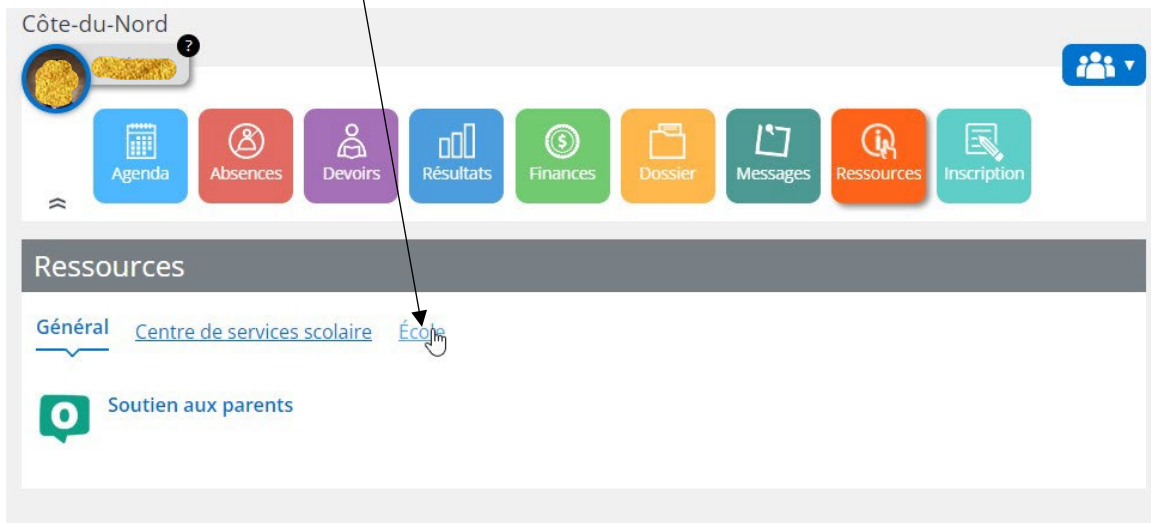 Côte-du-Nord
?
Agenda
Absences
Devoirs
Résultats
Finances
Dossier
Messages
Ressources
Inscription
Ressources
Général Centre de services scolaire École
Soutien aux parents